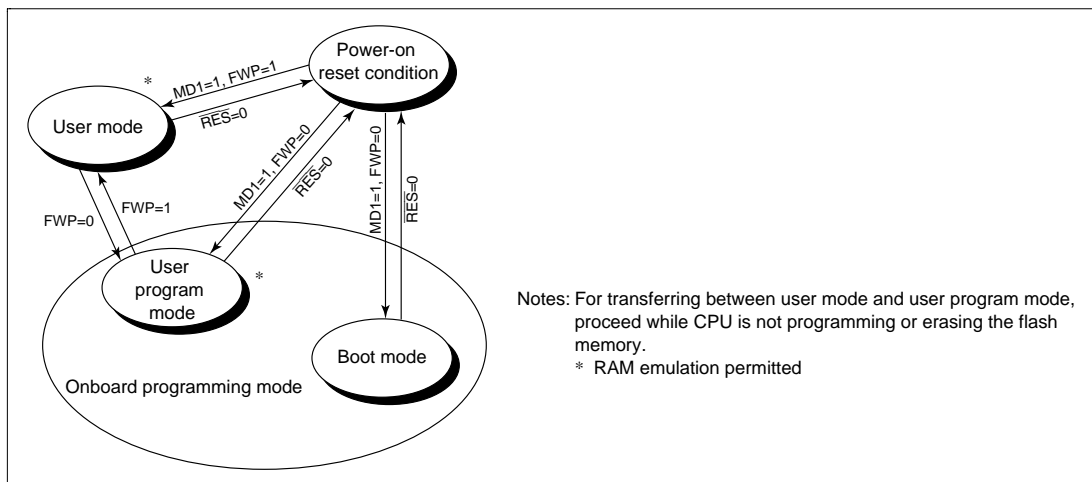 Power-on
reset condition
*
MD1=1, FWP=1
RES=0
User mode
MD1=1, FWP=0
RES=0
MD1=1, FWP=0
RES=0
FWP=0
FWP=1
User
program
mode
*
Boot mode
Onboard programming mode
Notes: For transferring between user mode and user program mode,
proceed while CPU is not programming or erasing the flash
memory.
* RAM emulation permitted